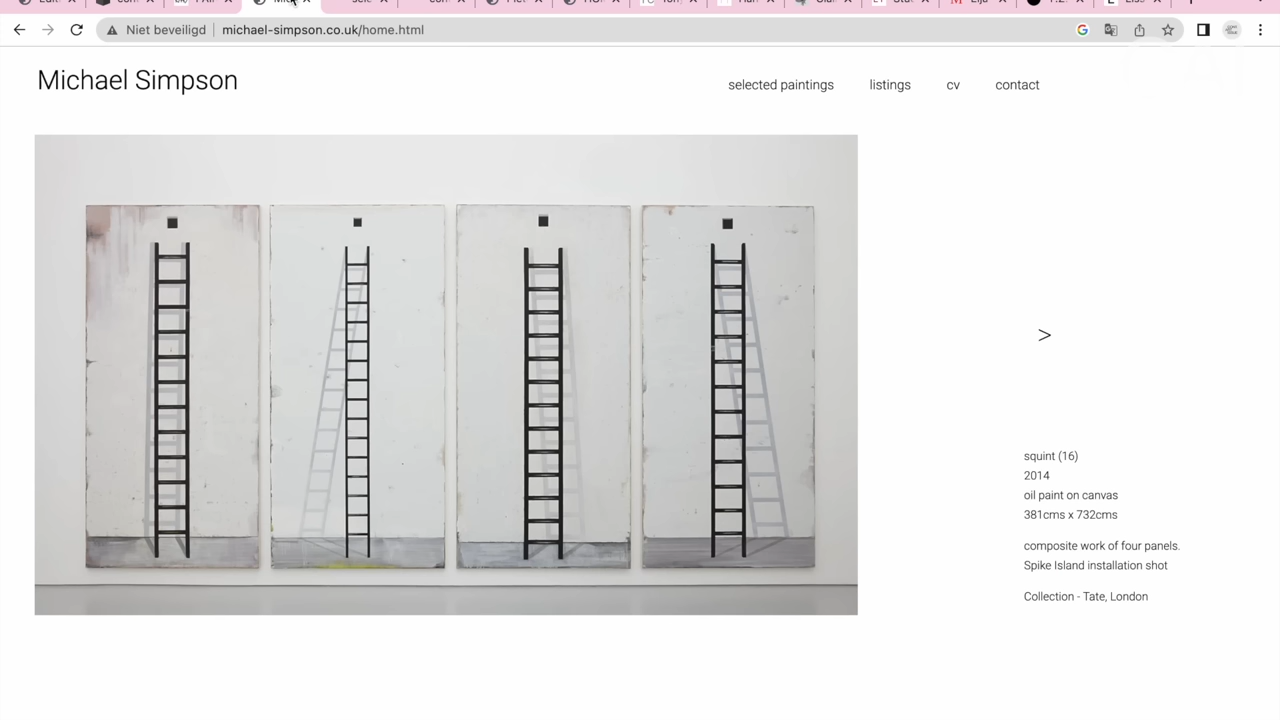 Niet beveiligd
michael-simpson.co.uk/home.html
Michael Simpson
selected paintings
listings
cv
contact
>
squint (16)
2014
oil paint on canvas
381cms x 732cms
composite work of four panels.
Spike Island installation shot
Collection - Tate, London